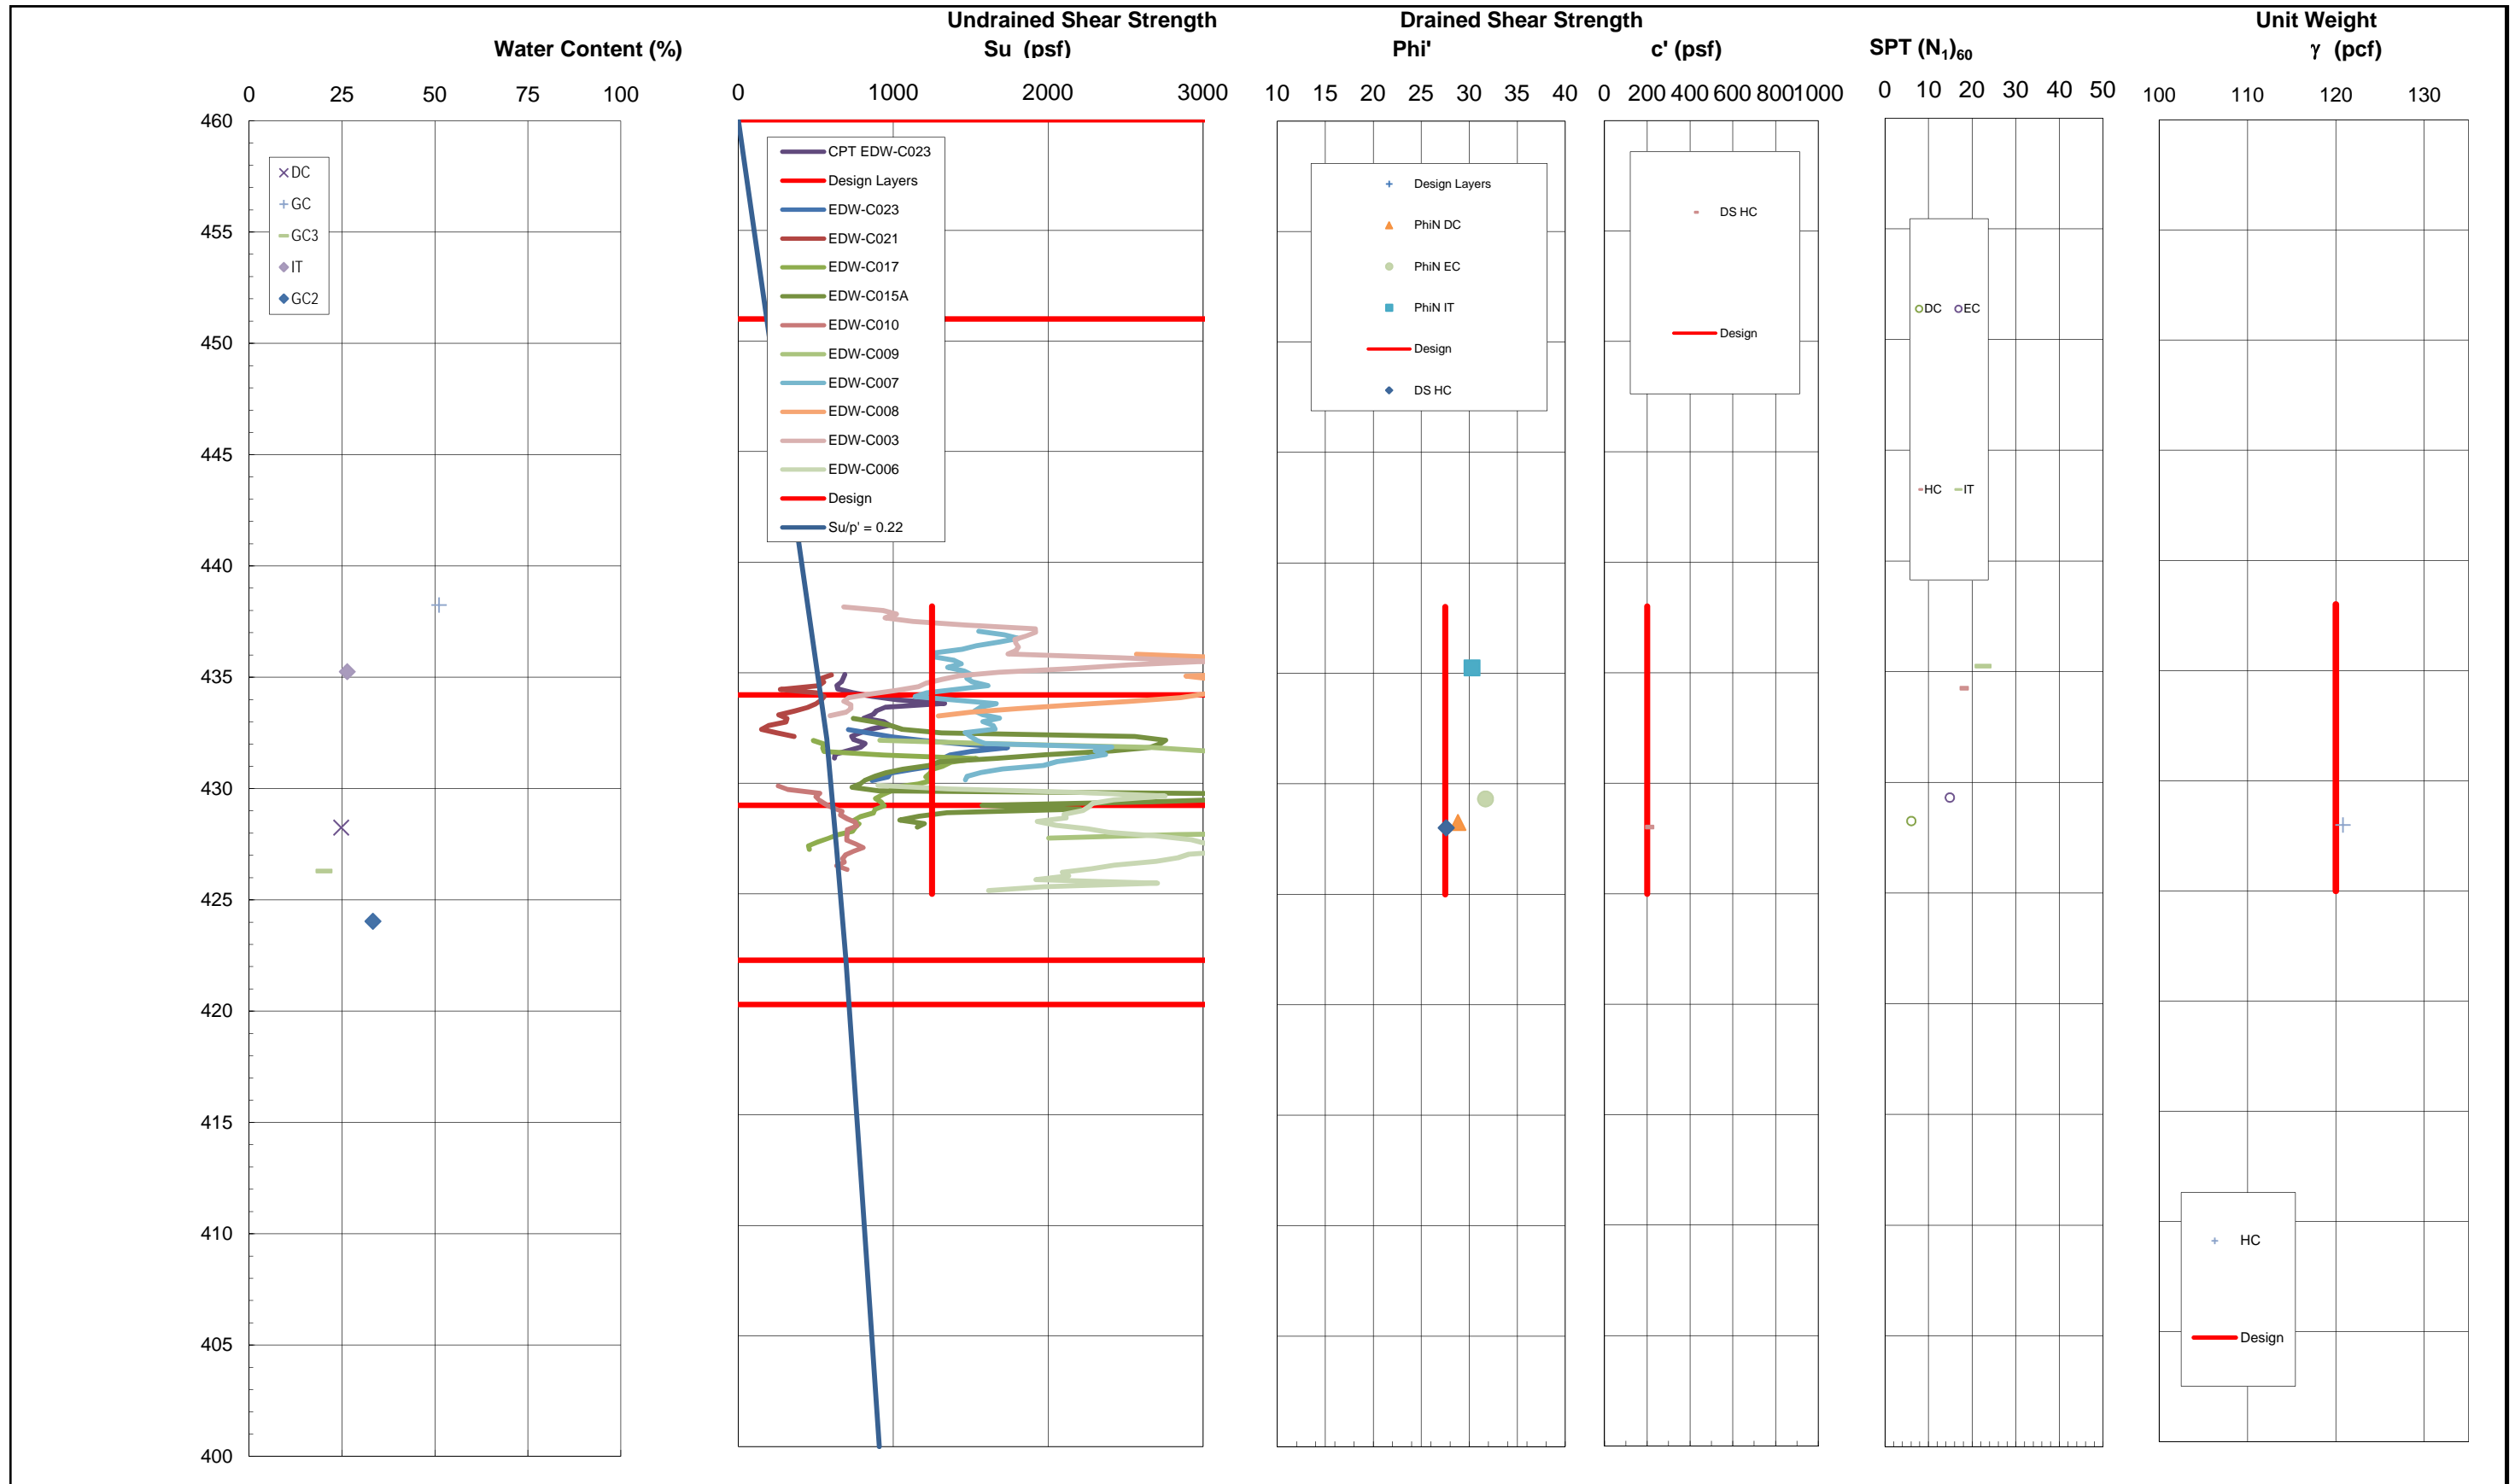 Undrained Shear Strength
Drained Shear Strength
Unit Weight
Water Content (%)
Su (psf)
Phi'
c' (psf)
SPT (N₁)₆₀
γ (pcf)
0 25 50 75 100
0 1000 2000 3000
10 15 20 25 30 35 40
0 200 400 600 800 1000
0 10 20 30 40 50
100 110 120 130
460
455
450
445
440
435
430
425
420
415
410
405
400
DC
GC
GC3
IT
GC2
CPT EDW-C023
Design Layers
EDW-C023
EDW-C021
EDW-C017
EDW-C015A
EDW-C010
EDW-C009
EDW-C007
EDW-C008
EDW-C003
EDW-C006
Design
Su/p' = 0.22
Design Layers
PhiN DC
PhiN EC
PhiN IT
Design
DS HC
DS HC
Design
DC EC
HC IT
HC
Design